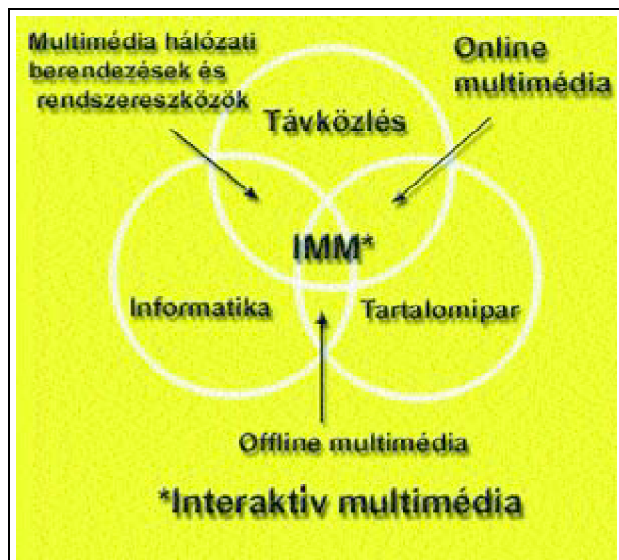 Multimédia hálózati
berendezések és
rendszereszközök
Online
multimédia
Távközlés
IMM*
Informatika
Tartalomipar
Offline multimédia
*Interaktív multimédia